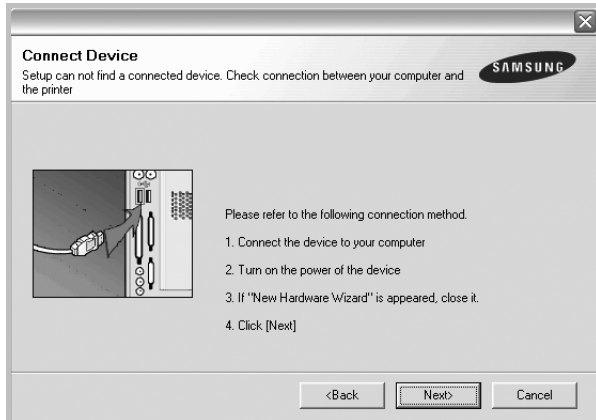 Connect Device
Setup can not find a connected device. Check connection between your computer and
the printer
SAMSUNG
Please refer to the following connection method.
1. Connect the device to your computer
2. Turn on the power of the device
3. If "New Hardware Wizard" is appeared, close it.
4. Click [Next]
<Back
Next>
Cancel